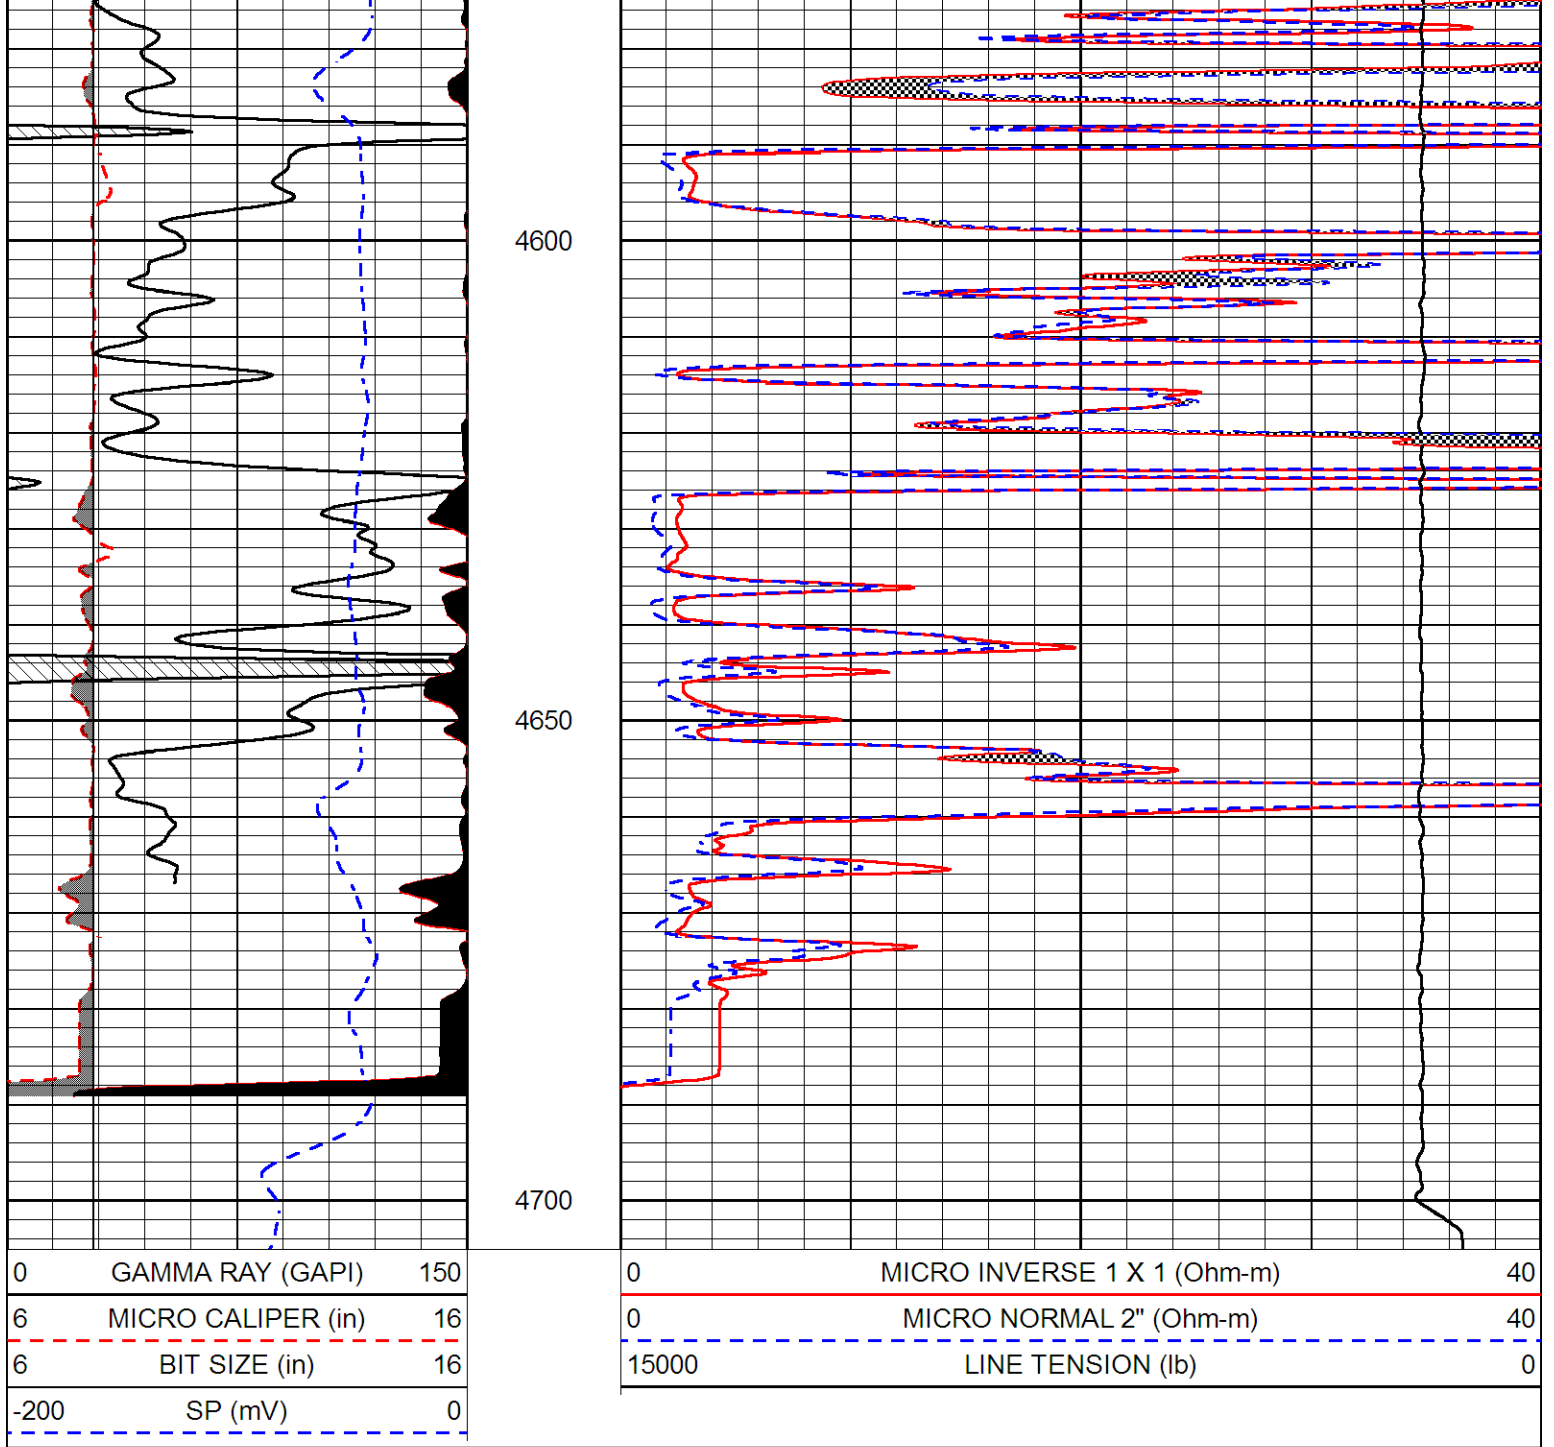 4600
4650
4700
0 GAMMA RAY (GAPI) 150
6 MICRO CALIPER (in) 16
6 BIT SIZE (in) 16
-200 SP (mV) 0
0 MICRO INVERSE 1 X 1 (Ohm-m) 40
0 MICRO NORMAL 2" (Ohm-m) 40
15000 LINE TENSION (lb) 0